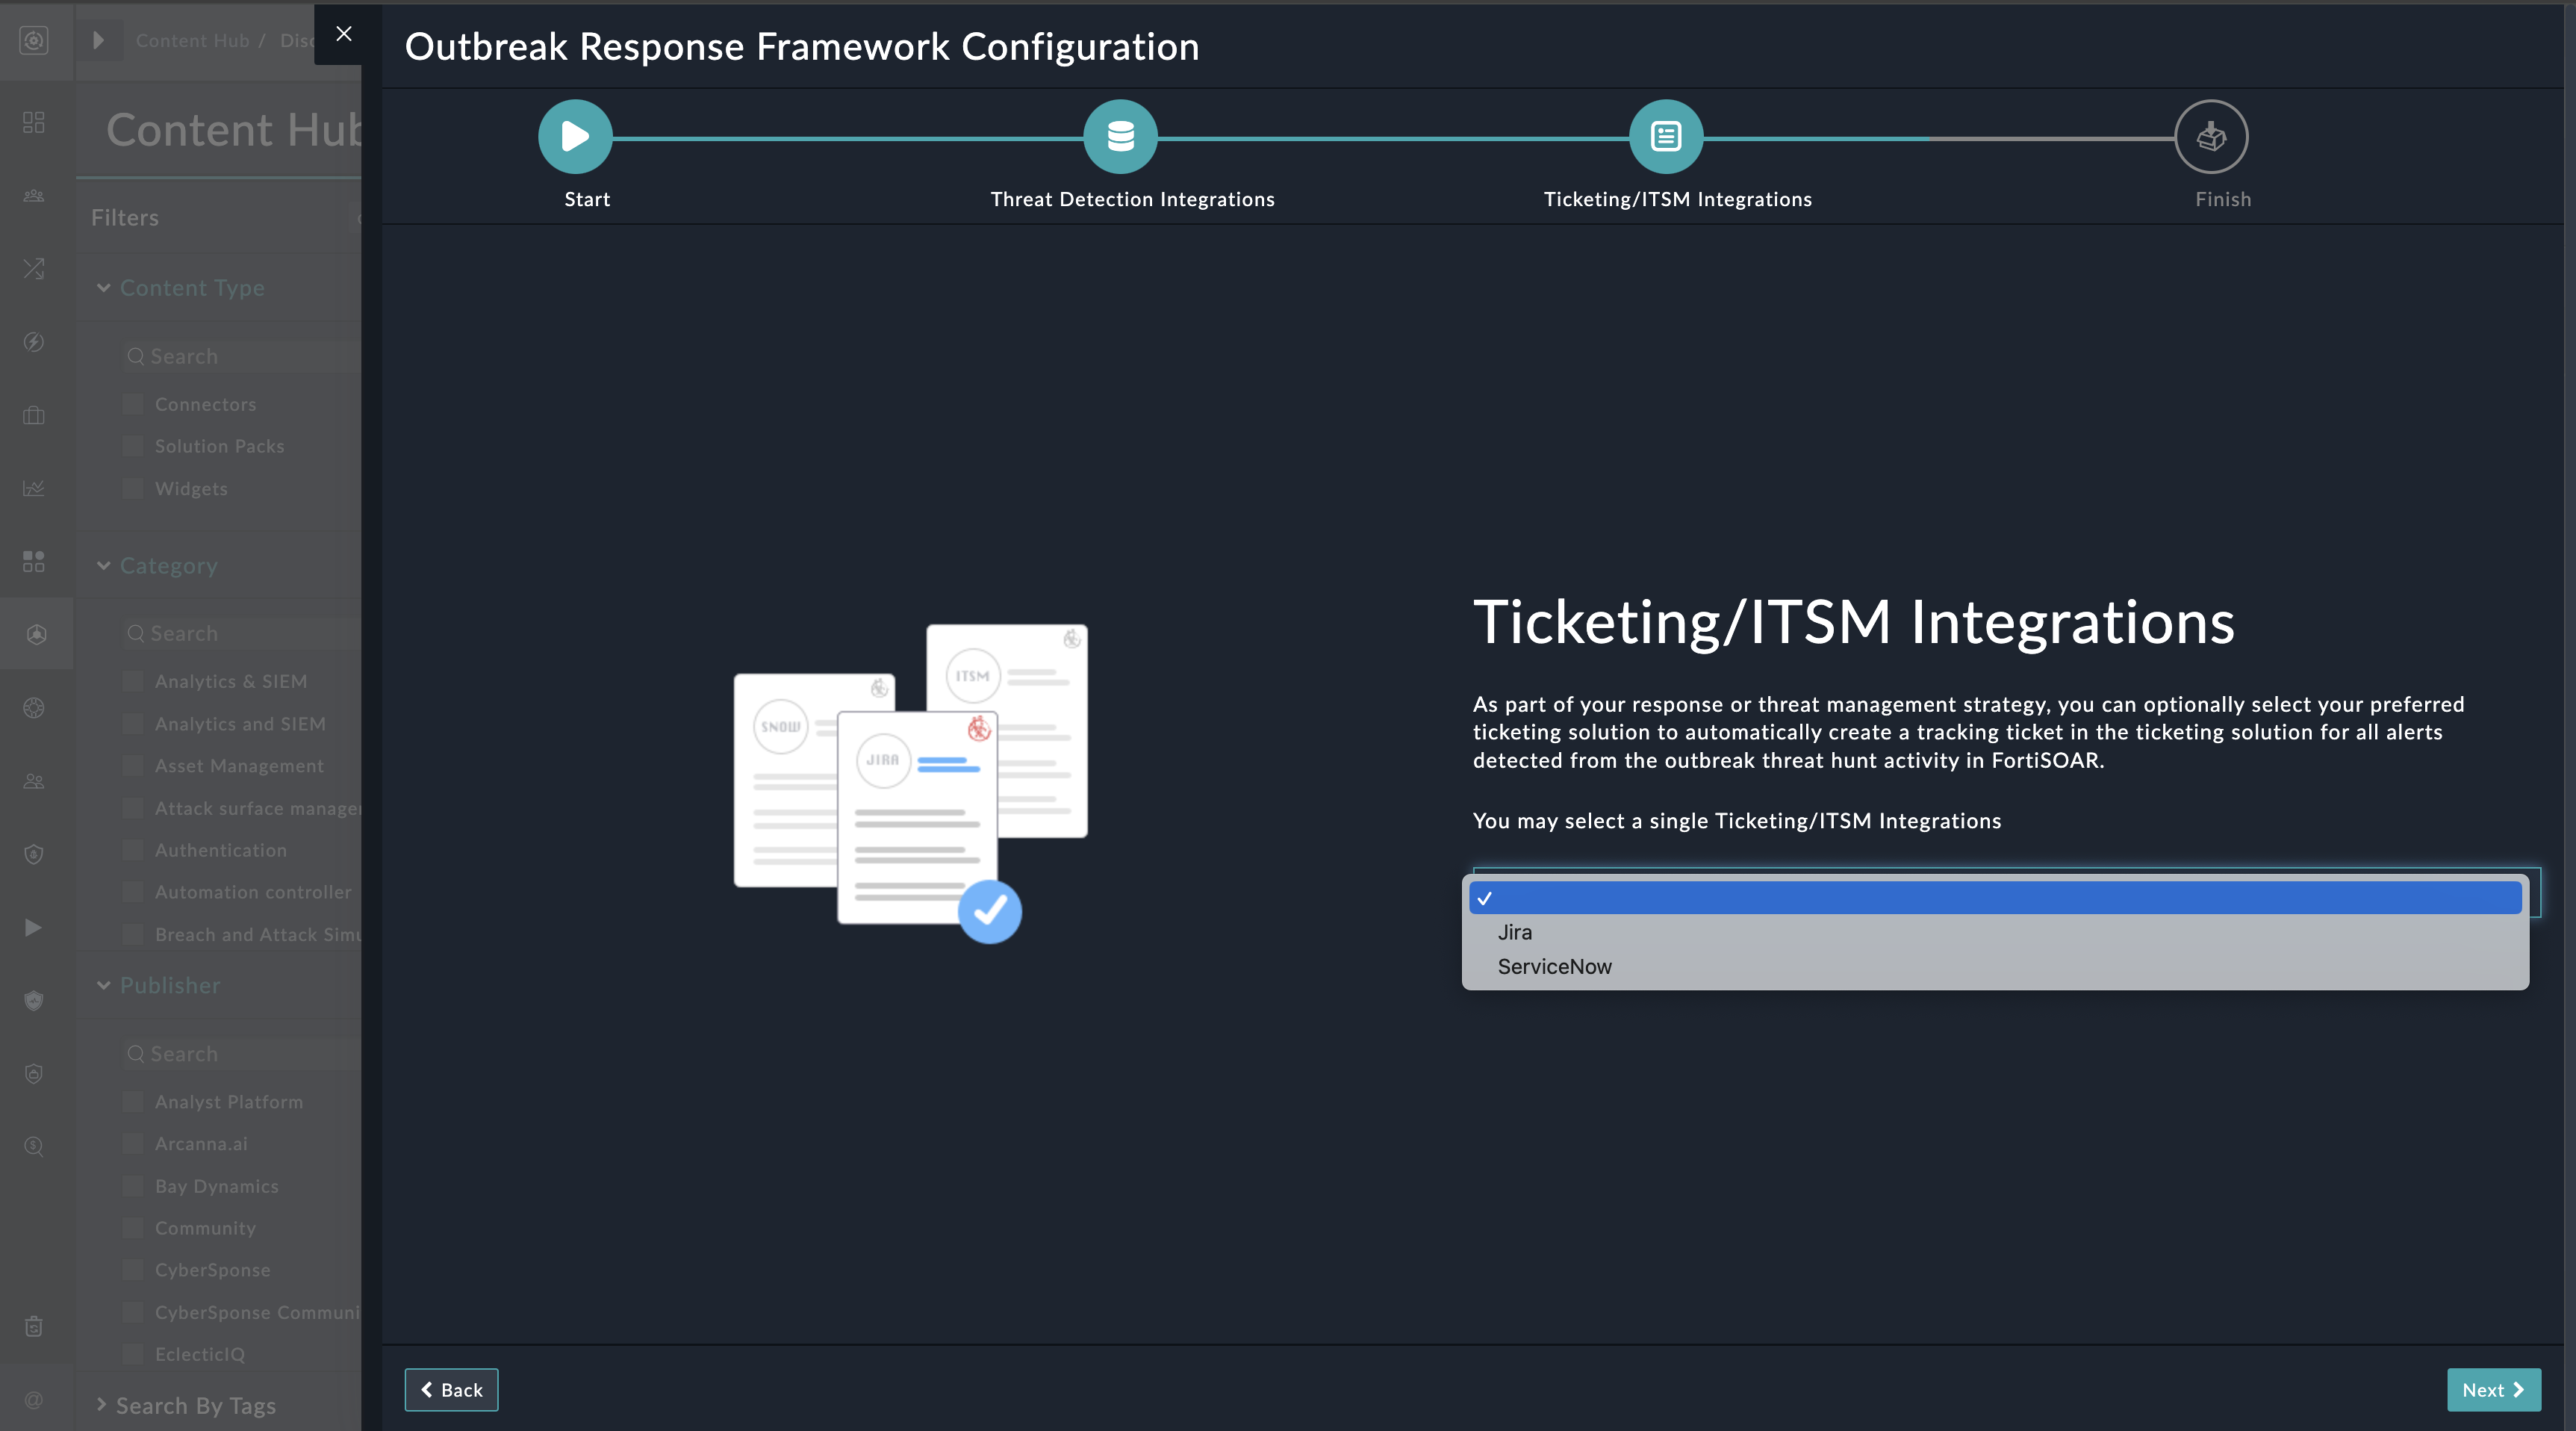 Content Hub /
Outbreak Response Framework Configuration
Content Hub
Start
Threat Detection Integrations
Ticketing/ITSM Integrations
Finish
Filters
Content Type
Search
Connectors
Solution Packs
Widgets
Category
Search
Analytics & SIEM
Analytics and SIEM
Asset Management
Attack surface
Authentication
Automation controller
Breach and Attack
Publisher
Search
Analyst Platform
Arcanna.ai
Bay Dynamics
Community
CyberSponse
CyberSponse
EclecticIQ
Search By Tags
@
SNOW
ITSM
JIRA
Ticketing/ITSM Integrations
As part of your response or threat management strategy, you can optionally select your preferred
ticketing solution to automatically create a tracking ticket in the ticketing solution for all alerts
detected from the outbreak threat hunt activity in FortiSOAR.
You may select a single Ticketing/ITSM Integrations
Jira
ServiceNow
Back
Next